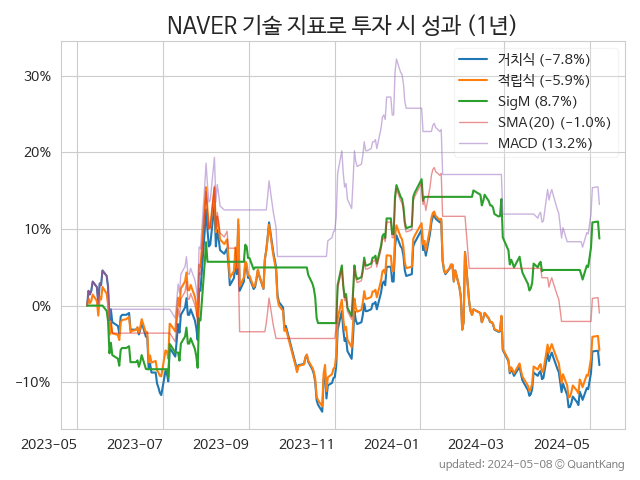 NAVER 기술 지표로 투자 시 성과 (1년)
거치식 (-7.8%)
적립식 (-5.9%)
SigM (8.7%)
SMA(20) (-1.0%)
MACD (13.2%)
30%
20%
10%
0%
-10%
2023-05 2023-07 2023-09 2023-11 2024-01 2024-03 2024-05
updated: 2024-05-08 © QuantKang